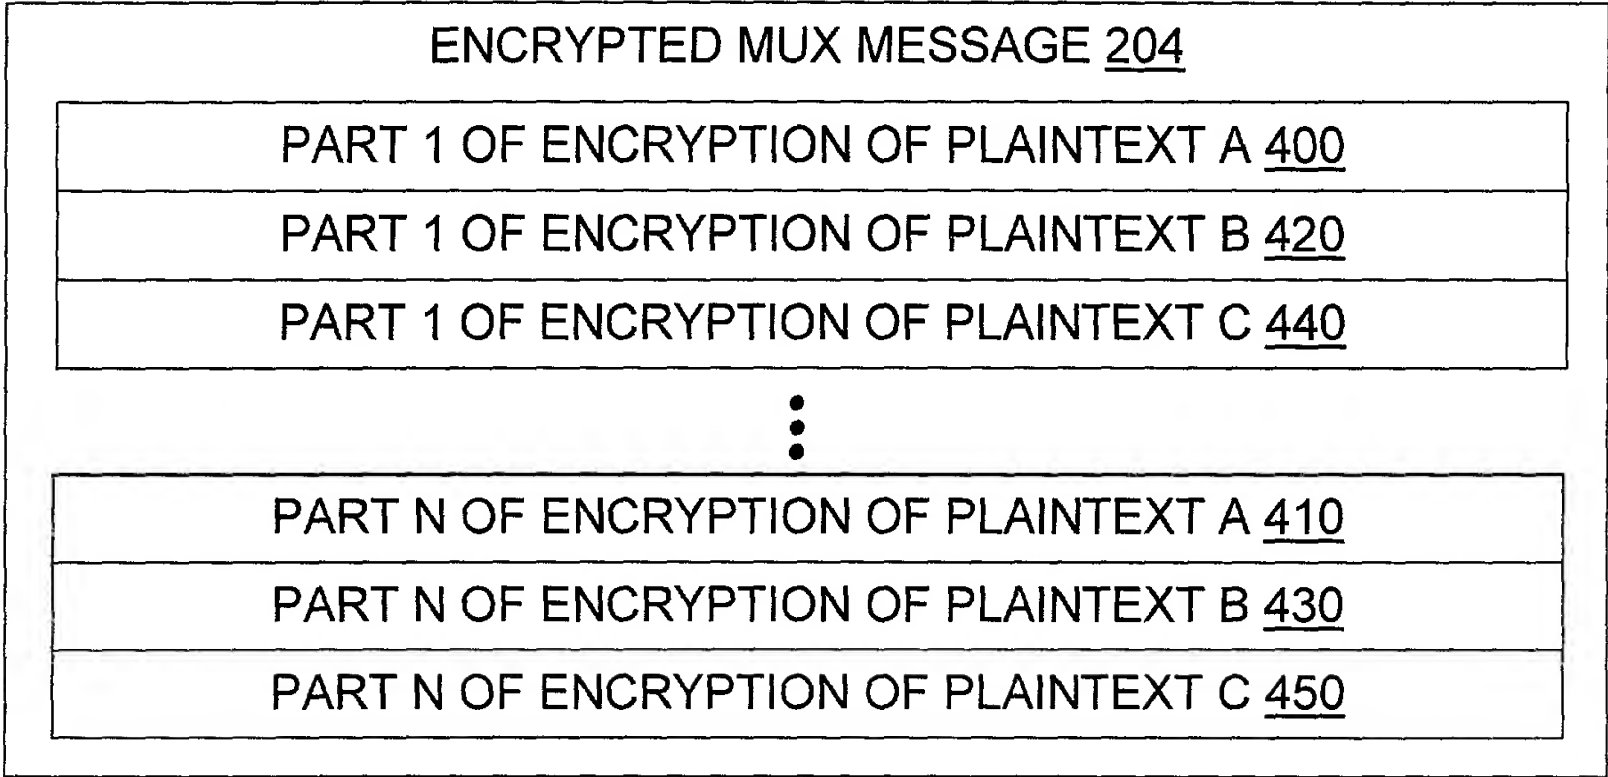 ENCRYPTED MUX MESSAGE 204
PART 1 OF ENCRYPTION OF PLAINTEXT A 400
PART 1 OF ENCRYPTION OF PLAINTEXT B 420
PART 1 OF ENCRYPTION OF PLAINTEXT C 440
PART N OF ENCRYPTION OF PLAINTEXT A 410
PART N OF ENCRYPTION OF PLAINTEXT B 430
PART N OF ENCRYPTION OF PLAINTEXT C 450